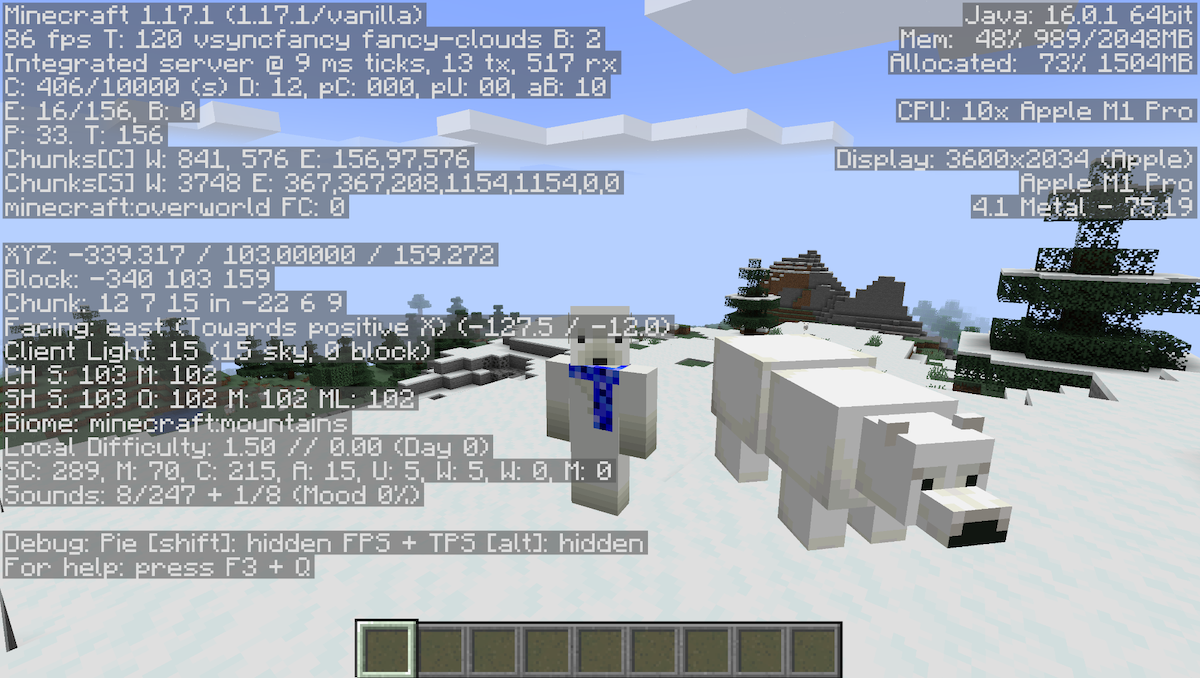 Minecraft 1.17.1 (1.17.1/vanilla)
86 fps T: 120 vsyncfancy fancy-clouds B: 2
Integrated server @ 9 ms ticks, 13 tx, 517 rx
C: 406/10000 (s) D: 12, pC: 000, pU: 00, aB: 10
E: 16/156, B: 0
P: 33. T: 156
Chunks[C] W: 841, 576 E: 156,97,576
Chunks[S] W: 3748 E: 367,367,208,1154,1154,0,0
minecraft:overworld FC: 0
XYZ: -339.317 / 103.00000 / 159.272
Block: -340 103 159
Chunk: 12 7 15 in -22 6 9
Facing: east (Towards positive X) (-127.5 / -12.0)
Client Light: 15 (15 sky, 0 block)
CH S: 103 M: 102
SH S: 103 O: 102 M: 102 ML: 102
Biome: minecraft:mountains
Local Difficulty: 1.50 // 0.00 (Day 0)
SC: 289, M: 70, C: 215, A: 15, U: 5, W: 5, W: 0, M: 0
Sounds: 8/247 + 1/8 (Mood 0%)
Debug: Pie [shift]: hidden FPS + TPS [alt]: hidden
For help: press F3 + Q
Java: 16.0.1 64bit
Mem: 48% 989/2048MB
Allocated: 73% 1504MB
CPU: 10x Apple M1 Pro
Display: 3600x2034 (Apple)
Apple M1 Pro
4.1 Metal - 75.19